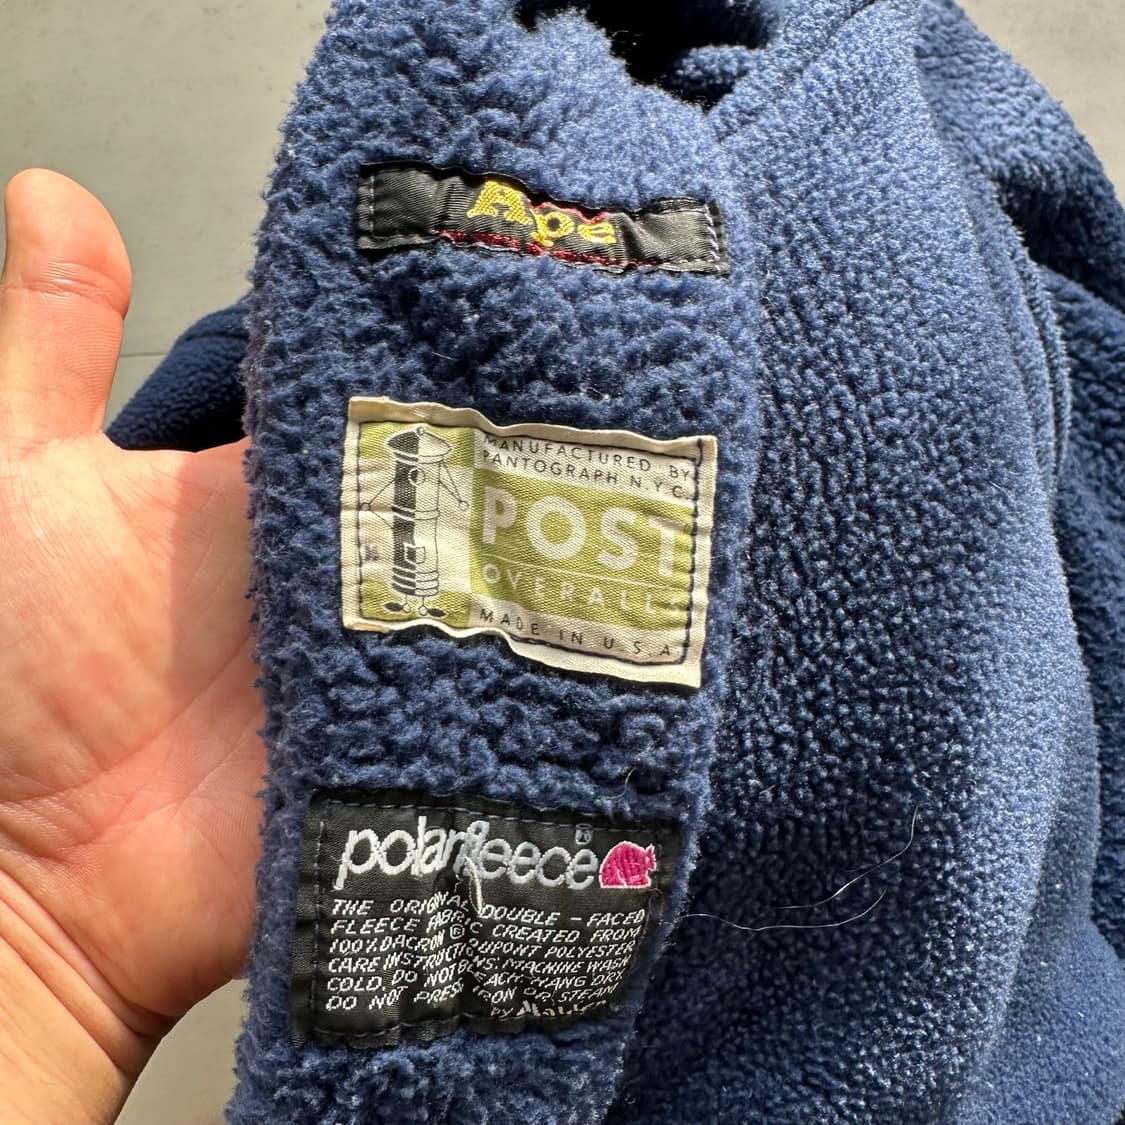 Ape
MANUFACTURED BY
PANTOGRAPH N.Y.C.
POST
OVERALLS
MADE IN U.S.A
polarfleece
THE ORIGINAL DOUBLE - FACED
FLEECE FABRIC CREATED FROM
100% DACRON ® DUPONT POLYESTER
CARE INSTRUCTIONS: MACHINE WASH
COLD. DO NOT BLEACH. HANG DRY.
DO NOT PRESS, IRON OR STEAM
BY